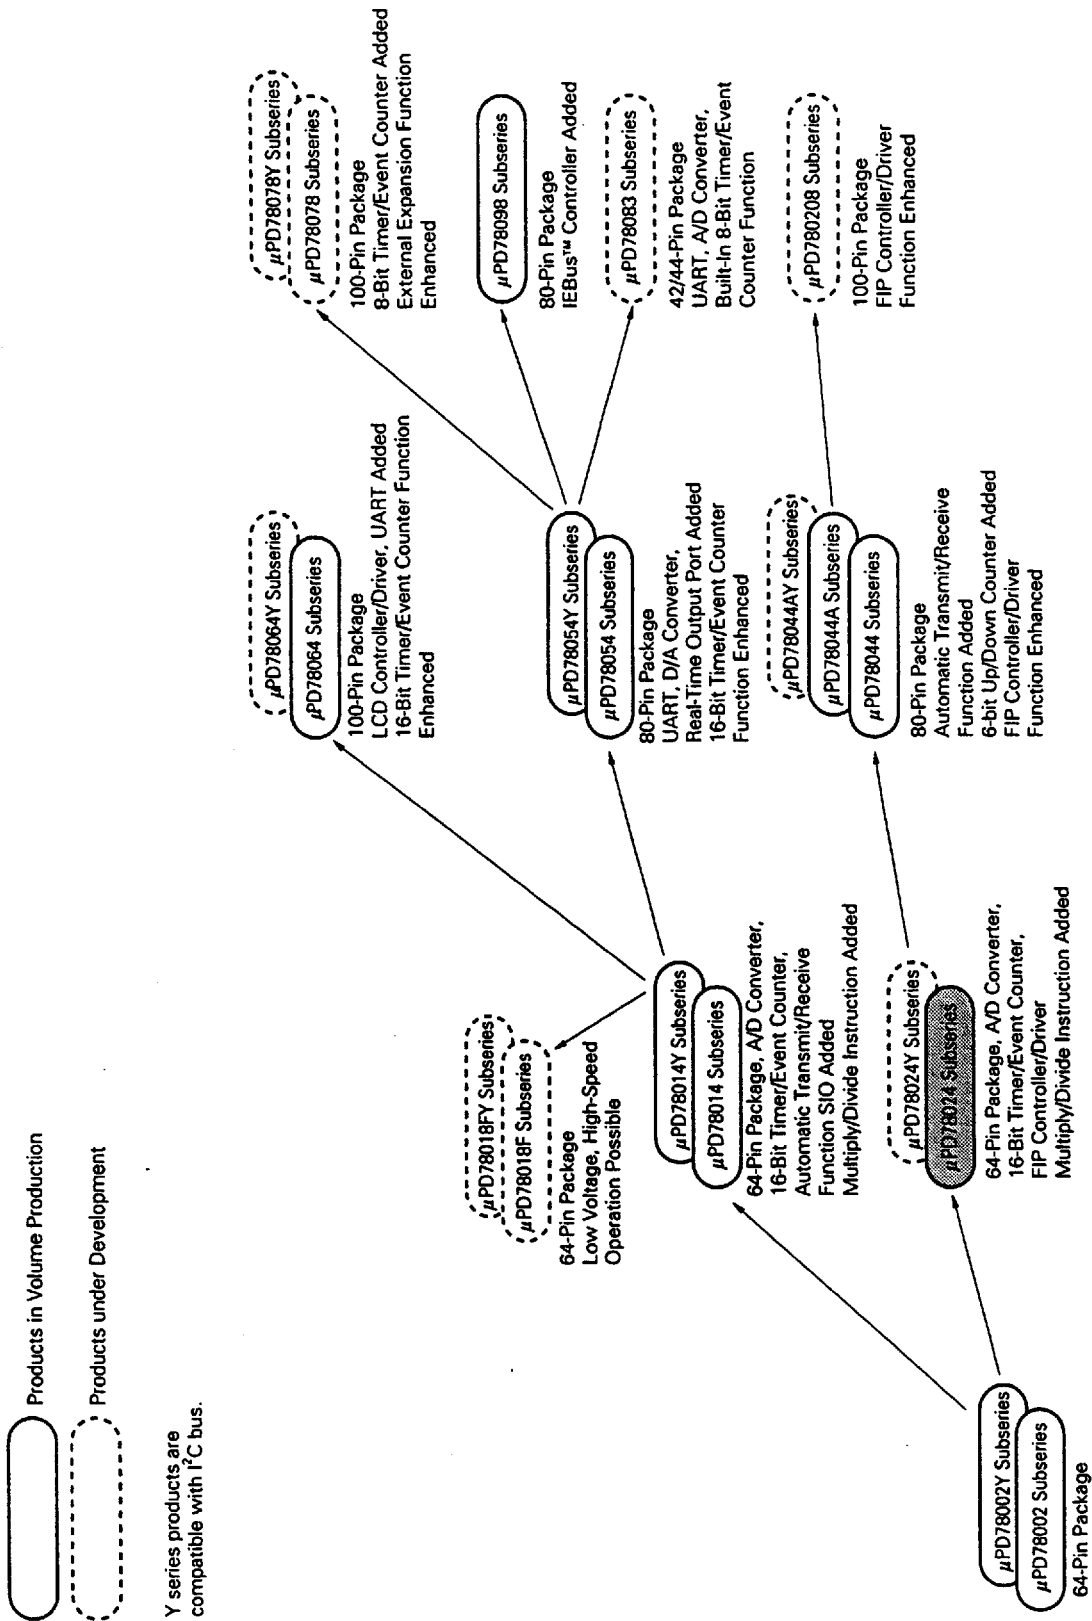 Products in Volume Production
Products under Development
Y series products are
compatible with I²C bus.
μPD78002Y Subseries
μPD78002 Subseries
64-Pin Package
μPD78018FY Subseries
μPD78018F Subseries
64-Pin Package
Low Voltage, High-Speed
Operation Possible
μPD78014Y Subseries
μPD78014 Subseries
64-Pin Package, A/D Converter,
16-Bit Timer/Event Counter,
Automatic Transmit/Receive
Function SIO Added
Multiply/Divide Instruction Added
μPD78024Y Subseries
μPD78024 Subseries
64-Pin Package, A/D Converter,
16-Bit Timer/Event Counter,
FIP Controller/Driver
Multiply/Divide Instruction Added
μPD78064Y Subseries
μPD78064 Subseries
100-Pin Package
LCD Controller/Driver, UART Added
16-Bit Timer/Event Counter Function
Enhanced
μPD78054Y Subseries
μPD78054 Subseries
80-Pin Package
UART, D/A Converter,
Real-Time Output Port Added
16-Bit Timer/Event Counter
Function Enhanced
μPD78044AY Subseries
μPD78044A Subseries
μPD78044 Subseries
80-Pin Package
Automatic Transmit/Receive
Function Added
6-bit Up/Down Counter Added
FIP Controller/Driver
Function Enhanced
μPD78078Y Subseries
μPD78078 Subseries
100-Pin Package
8-Bit Timer/Event Counter Added
External Expansion Function
Enhanced
μPD78098 Subseries
80-Pin Package
IEBus™ Controller Added
μPD78083 Subseries
42/44-Pin Package
UART, A/D Converter,
Built-In 8-Bit Timer/Event
Counter Function
μPD780208 Subseries
100-Pin Package
FIP Controller/Driver
Function Enhanced